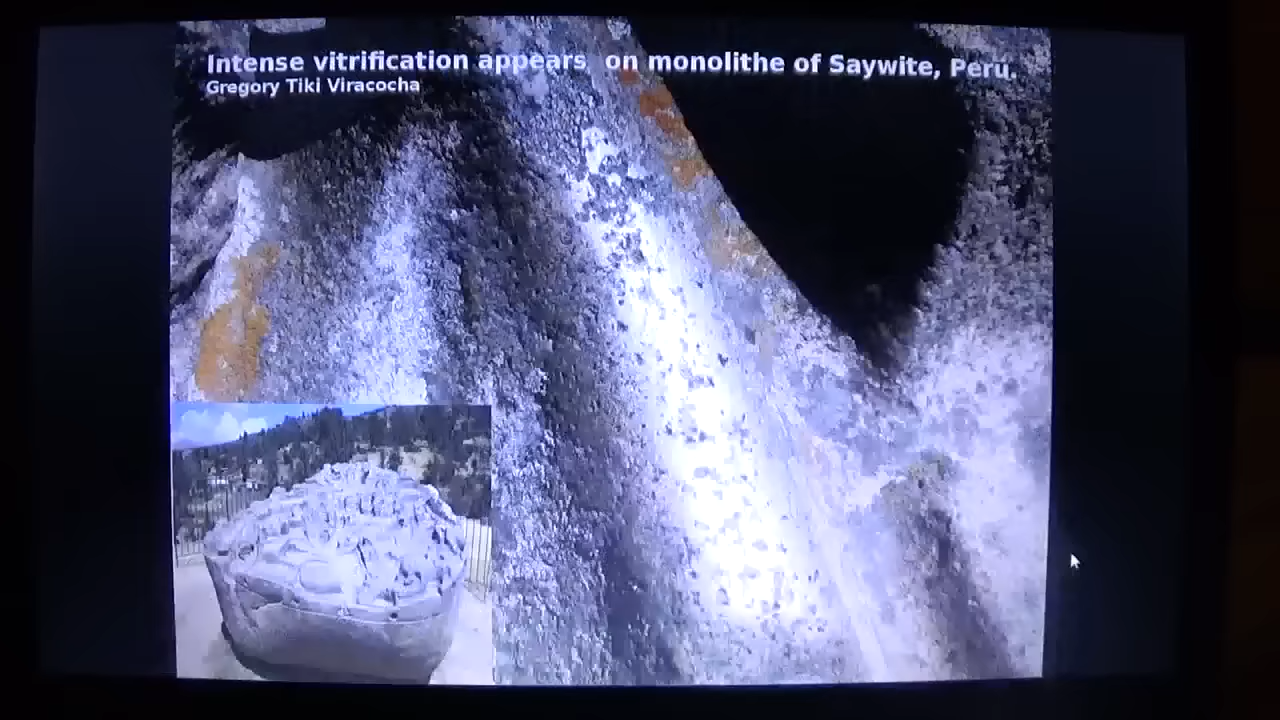 Intense vitrification appears on monolithe of Saywite, Peru.
Gregory Tiki Viracocha